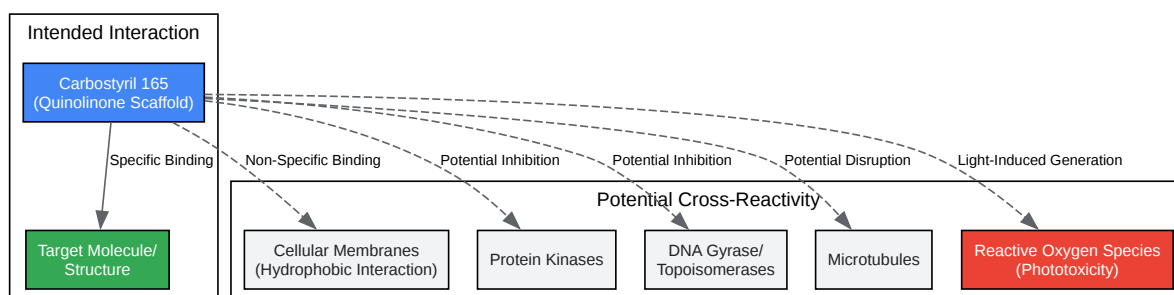 Intended Interaction
Carbostyril 165
(Quinolinone Scaffold)
Specific Binding
Non-Specific Binding
Potential Inhibition
Potential Inhibition
Potential Disruption
Light-Induced Generation
Potential Cross-Reactivity
Target Molecule/
Structure
Cellular Membranes
(Hydrophobic Interaction)
Protein Kinases
DNA Gyrase/
Topoisomerases
Microtubules
Reactive Oxygen Species
(Phototoxicity)